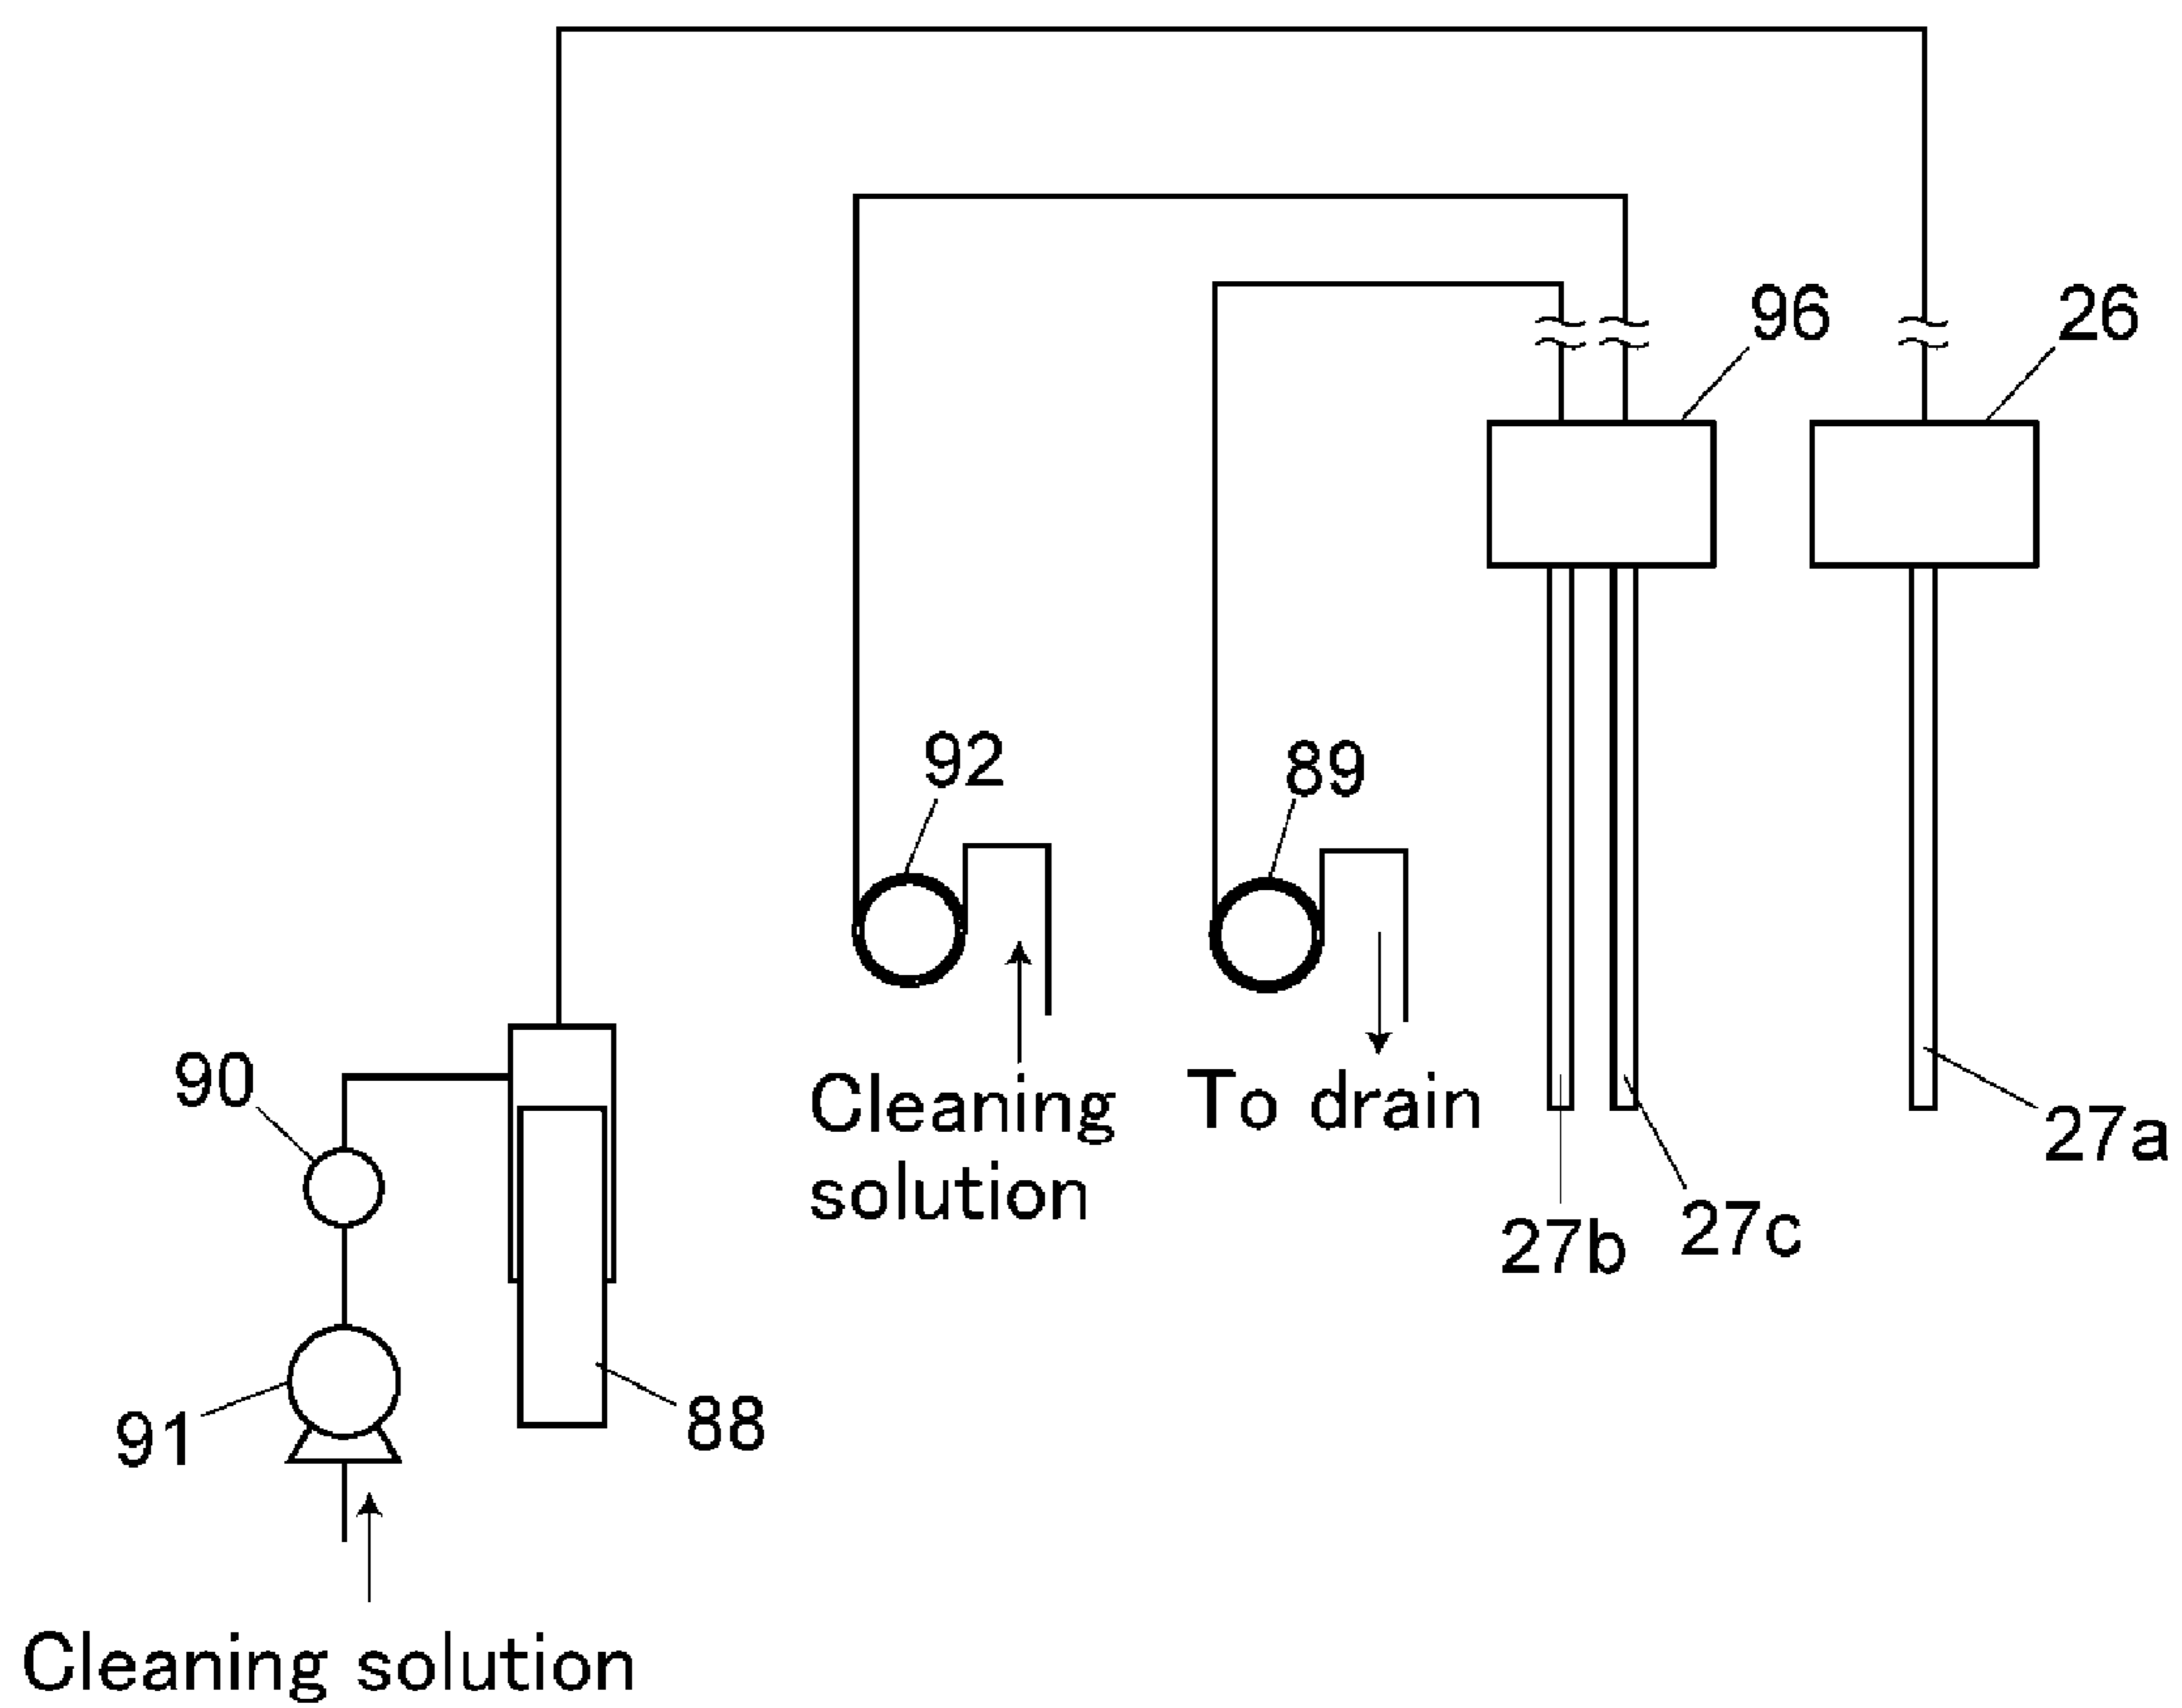 96
26
92
89
90
Cleaning
solution
To drain
27a
27b
27c
91
88
Cleaning solution